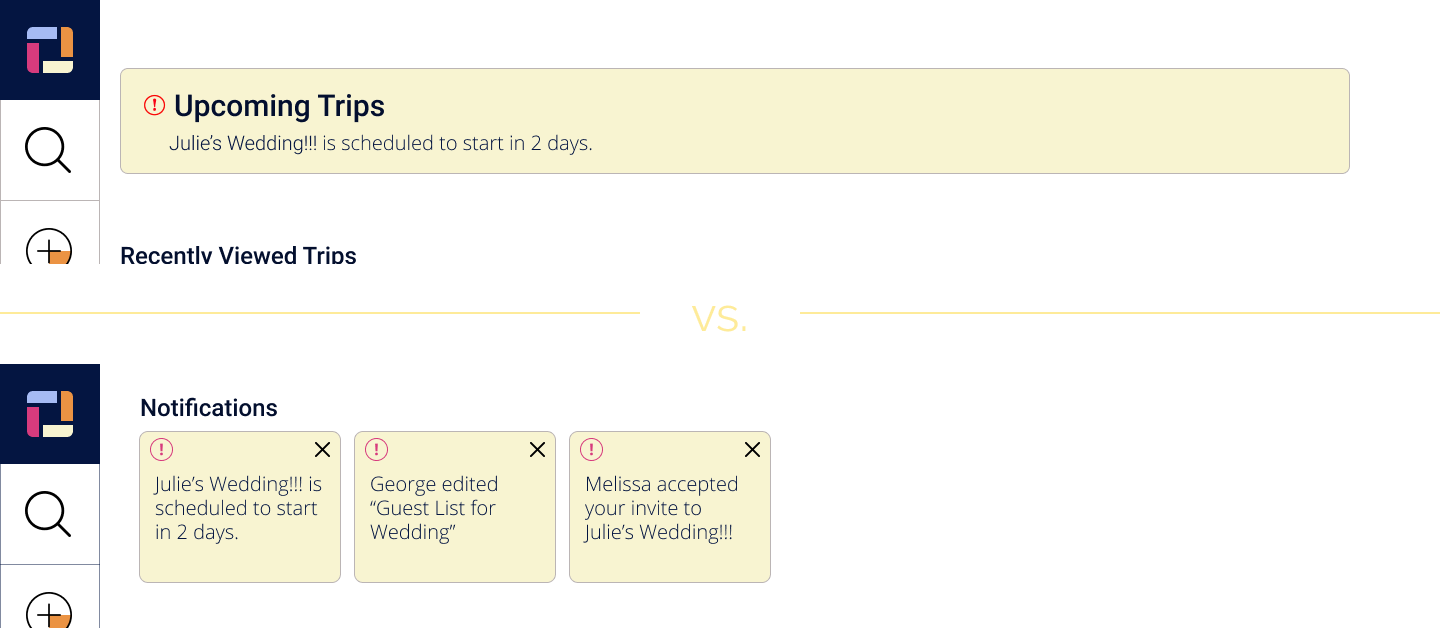 Upcoming Trips
Julie’s Wedding!!! is scheduled to start in 2 days.
Recently Viewed Trips
vs.
Notifications
Julie’s Wedding!!! is
scheduled to start
in 2 days.
George edited
“Guest List for
Wedding”
Melissa accepted
your invite to
Julie’s Wedding!!!